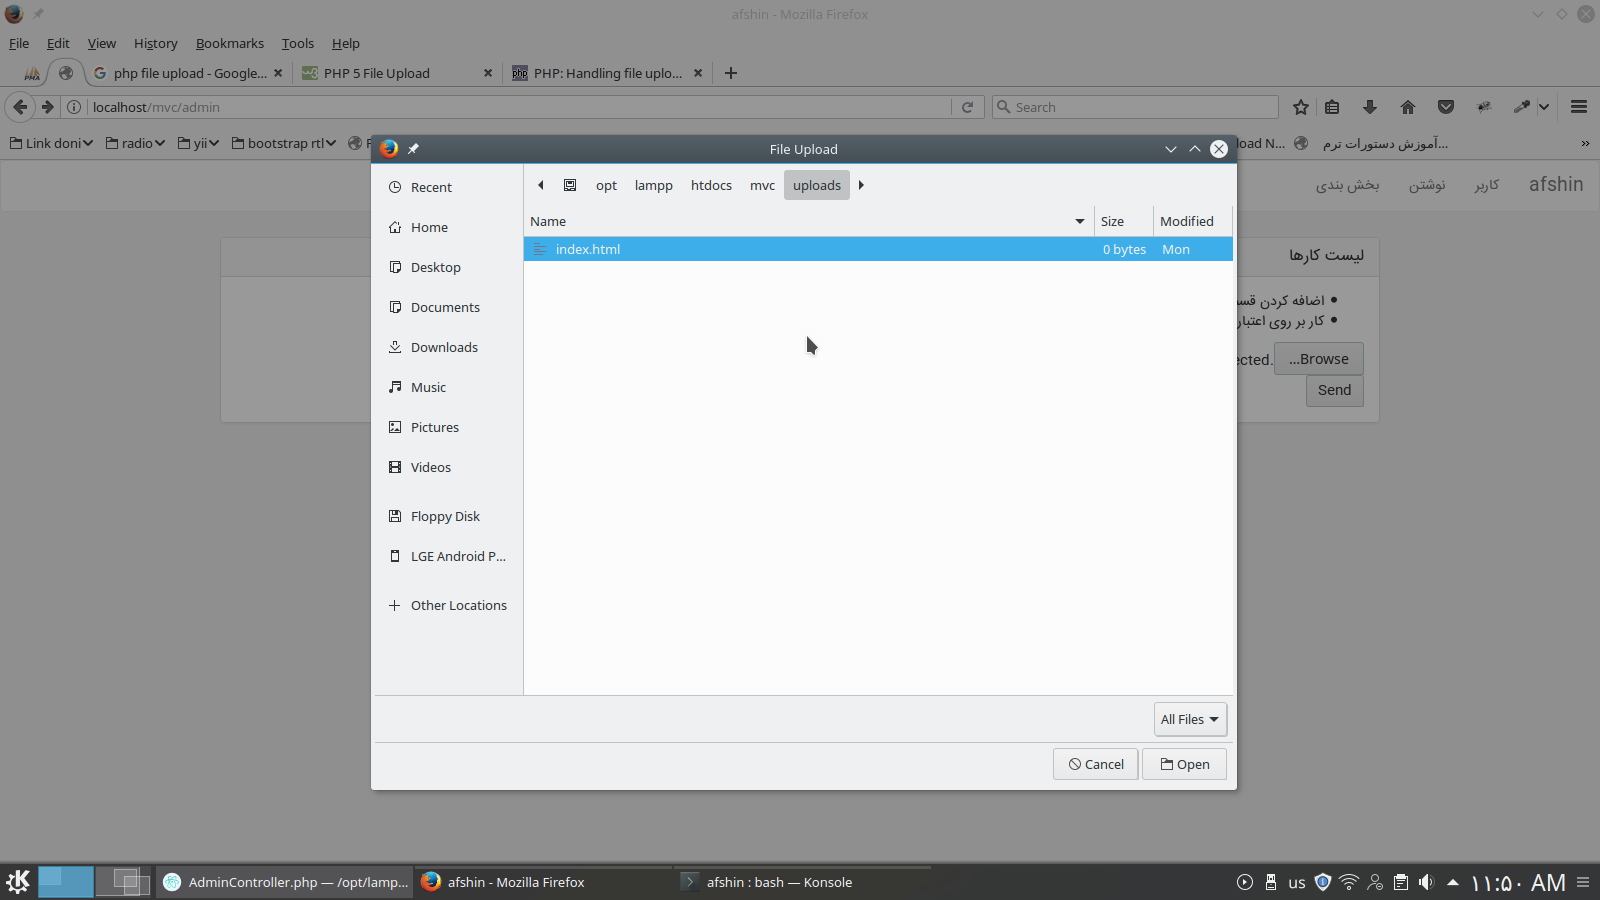 afshin - Mozilla Firefox
File Edit View History Bookmarks Tools Help
PMA
php file upload - Google...
PHP 5 File Upload
php PHP: Handling file uplo...
localhost/mvc/admin
Search
Link doni radio yii bootstrap rtl
load N...
آموزش دستورات ترم...
afshin کاربر نوشتن بخش بندی
File Upload
opt lampp htdocs mvc uploads
Name Size Modified
index.html 0 bytes Mon
Recent
Home
Desktop
Documents
Downloads
Music
Pictures
Videos
Floppy Disk
LGE Android P...
Other Locations
All Files
Cancel Open
لیست کارها
اضافه کردن
کار بر روی اعتبار
Browse...
Send
AdminController.php — /opt/lamp...
afshin - Mozilla Firefox
afshin : bash — Konsole
us
۱۱:۵۰ AM